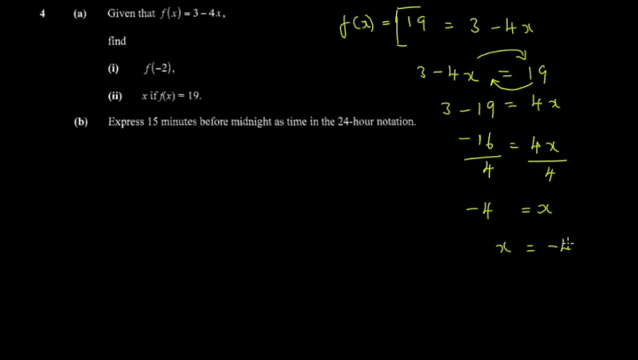 4 (a) Given that f(x) = 3 − 4x,
find
(i) f(−2),
(ii) x if f(x) = 19.
(b) Express 15 minutes before midnight as time in the 24-hour notation.
f(x) = [19 = 3 − 4x
3 − 4x = 19
3 − 19 = 4x
−16/4 = 4x/4
−4 = x
x = −4